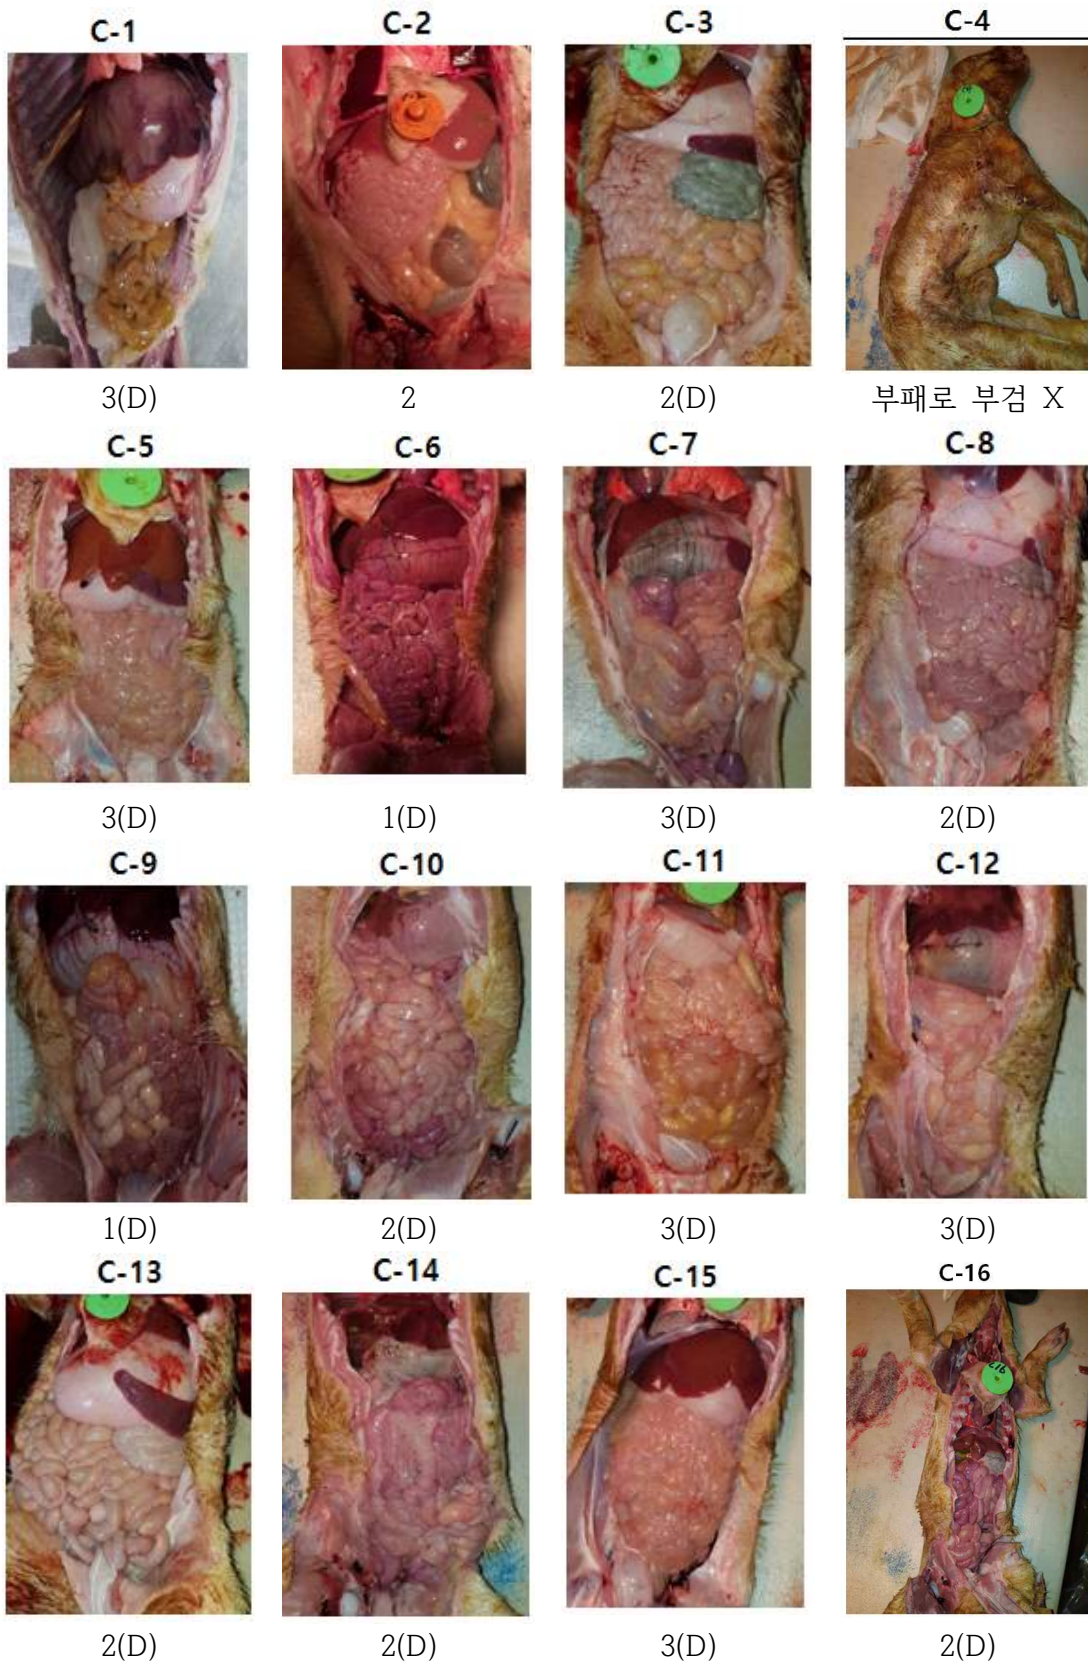 C-1 C-2 C-3 C-4
3(D) 2 2(D) 부패로 부검 X
C-5 C-6 C-7 C-8
3(D) 1(D) 3(D) 2(D)
C-9 C-10 C-11 C-12
1(D) 2(D) 3(D) 3(D)
C-13 C-14 C-15 C-16
C16
2(D) 2(D) 3(D) 2(D)